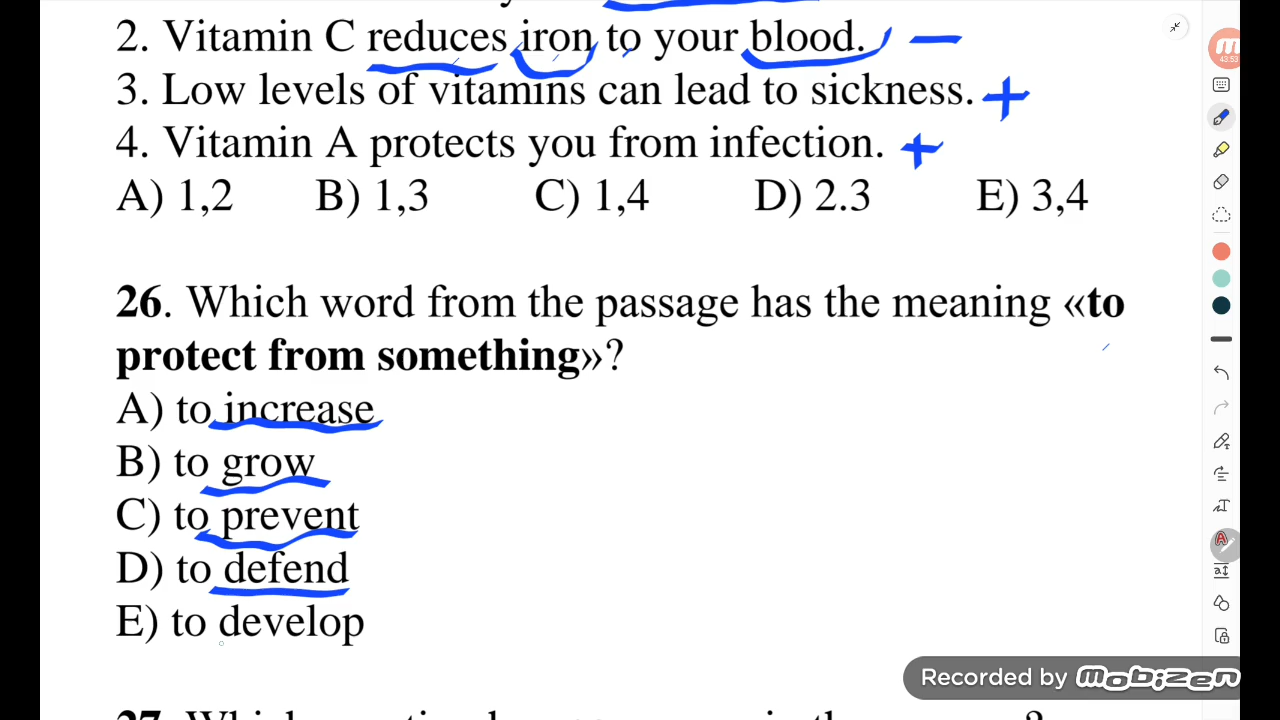 2. Vitamin C reduces iron to your blood. –
3. Low levels of vitamins can lead to sickness. +
4. Vitamin A protects you from infection. +
A) 1,2 B) 1,3 C) 1,4 D) 2.3 E) 3,4
26. Which word from the passage has the meaning «to
protect from something»?
A) to increase
B) to grow
C) to prevent
D) to defend
E) to develop
43:53
Recorded by mobizen